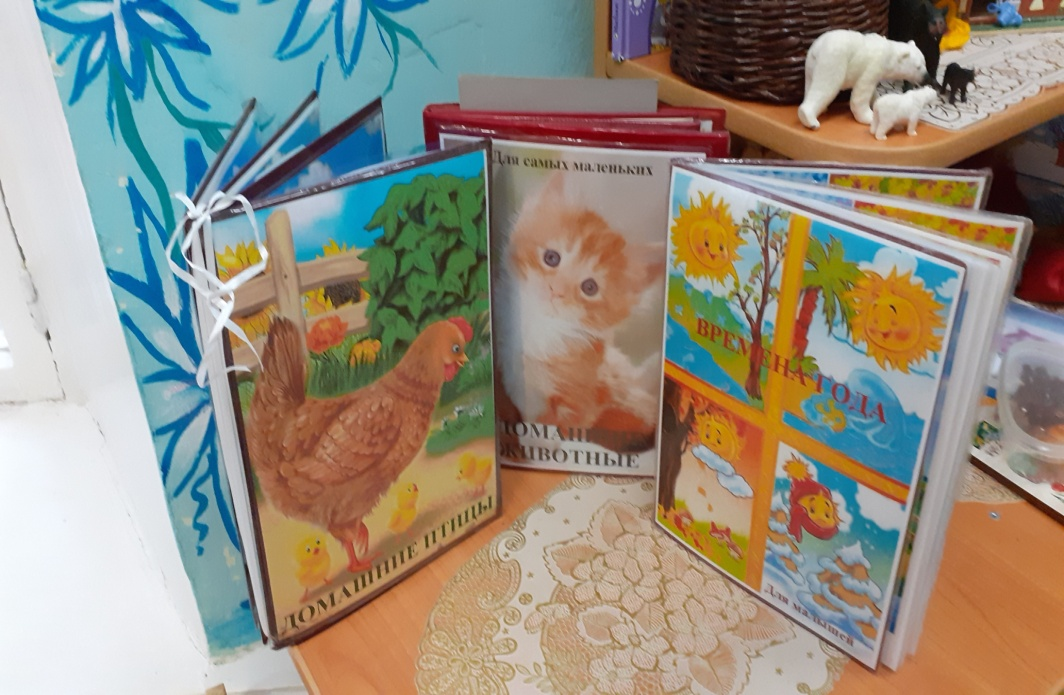 ДОМАШНИЕ ПТИЦЫ
Для самых маленьких
ЖИВОТНЫЕ
ВРЕМЕНА ГОДА
Для малышей